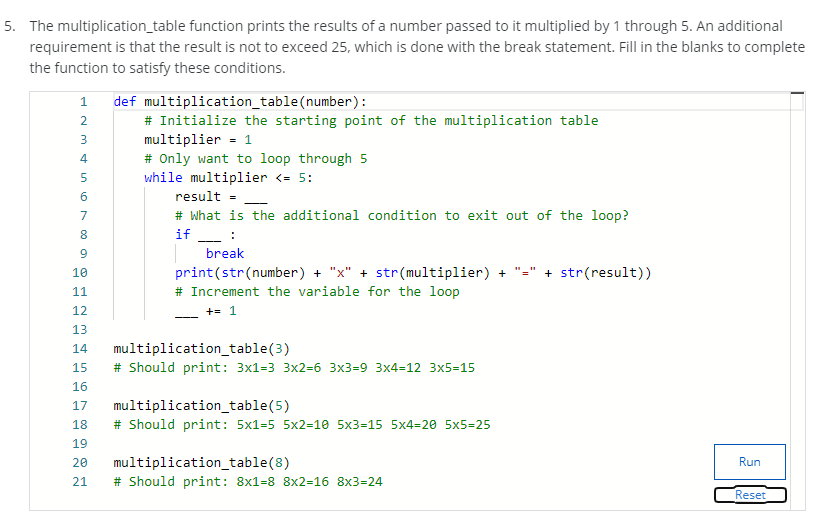 5. The multiplication_table function prints the results of a number passed to it multiplied by 1 through 5. An additional
requirement is that the result is not to exceed 25, which is done with the break statement. Fill in the blanks to complete
the function to satisfy these conditions.
1 def multiplication_table(number):
2     # Initialize the starting point of the multiplication table
3     multiplier = 1
4     # Only want to loop through 5
5     while multiplier <= 5:
6         result = ___
7         # What is the additional condition to exit out of the loop?
8         if ___ :
9             break
10         print(str(number) + "x" + str(multiplier) + "=" + str(result))
11         # Increment the variable for the loop
12         ___ += 1
13
14 multiplication_table(3)
15 # Should print: 3x1=3 3x2=6 3x3=9 3x4=12 3x5=15
16
17 multiplication_table(5)
18 # Should print: 5x1=5 5x2=10 5x3=15 5x4=20 5x5=25
19
20 multiplication_table(8)
21 # Should print: 8x1=8 8x2=16 8x3=24
Run
Reset